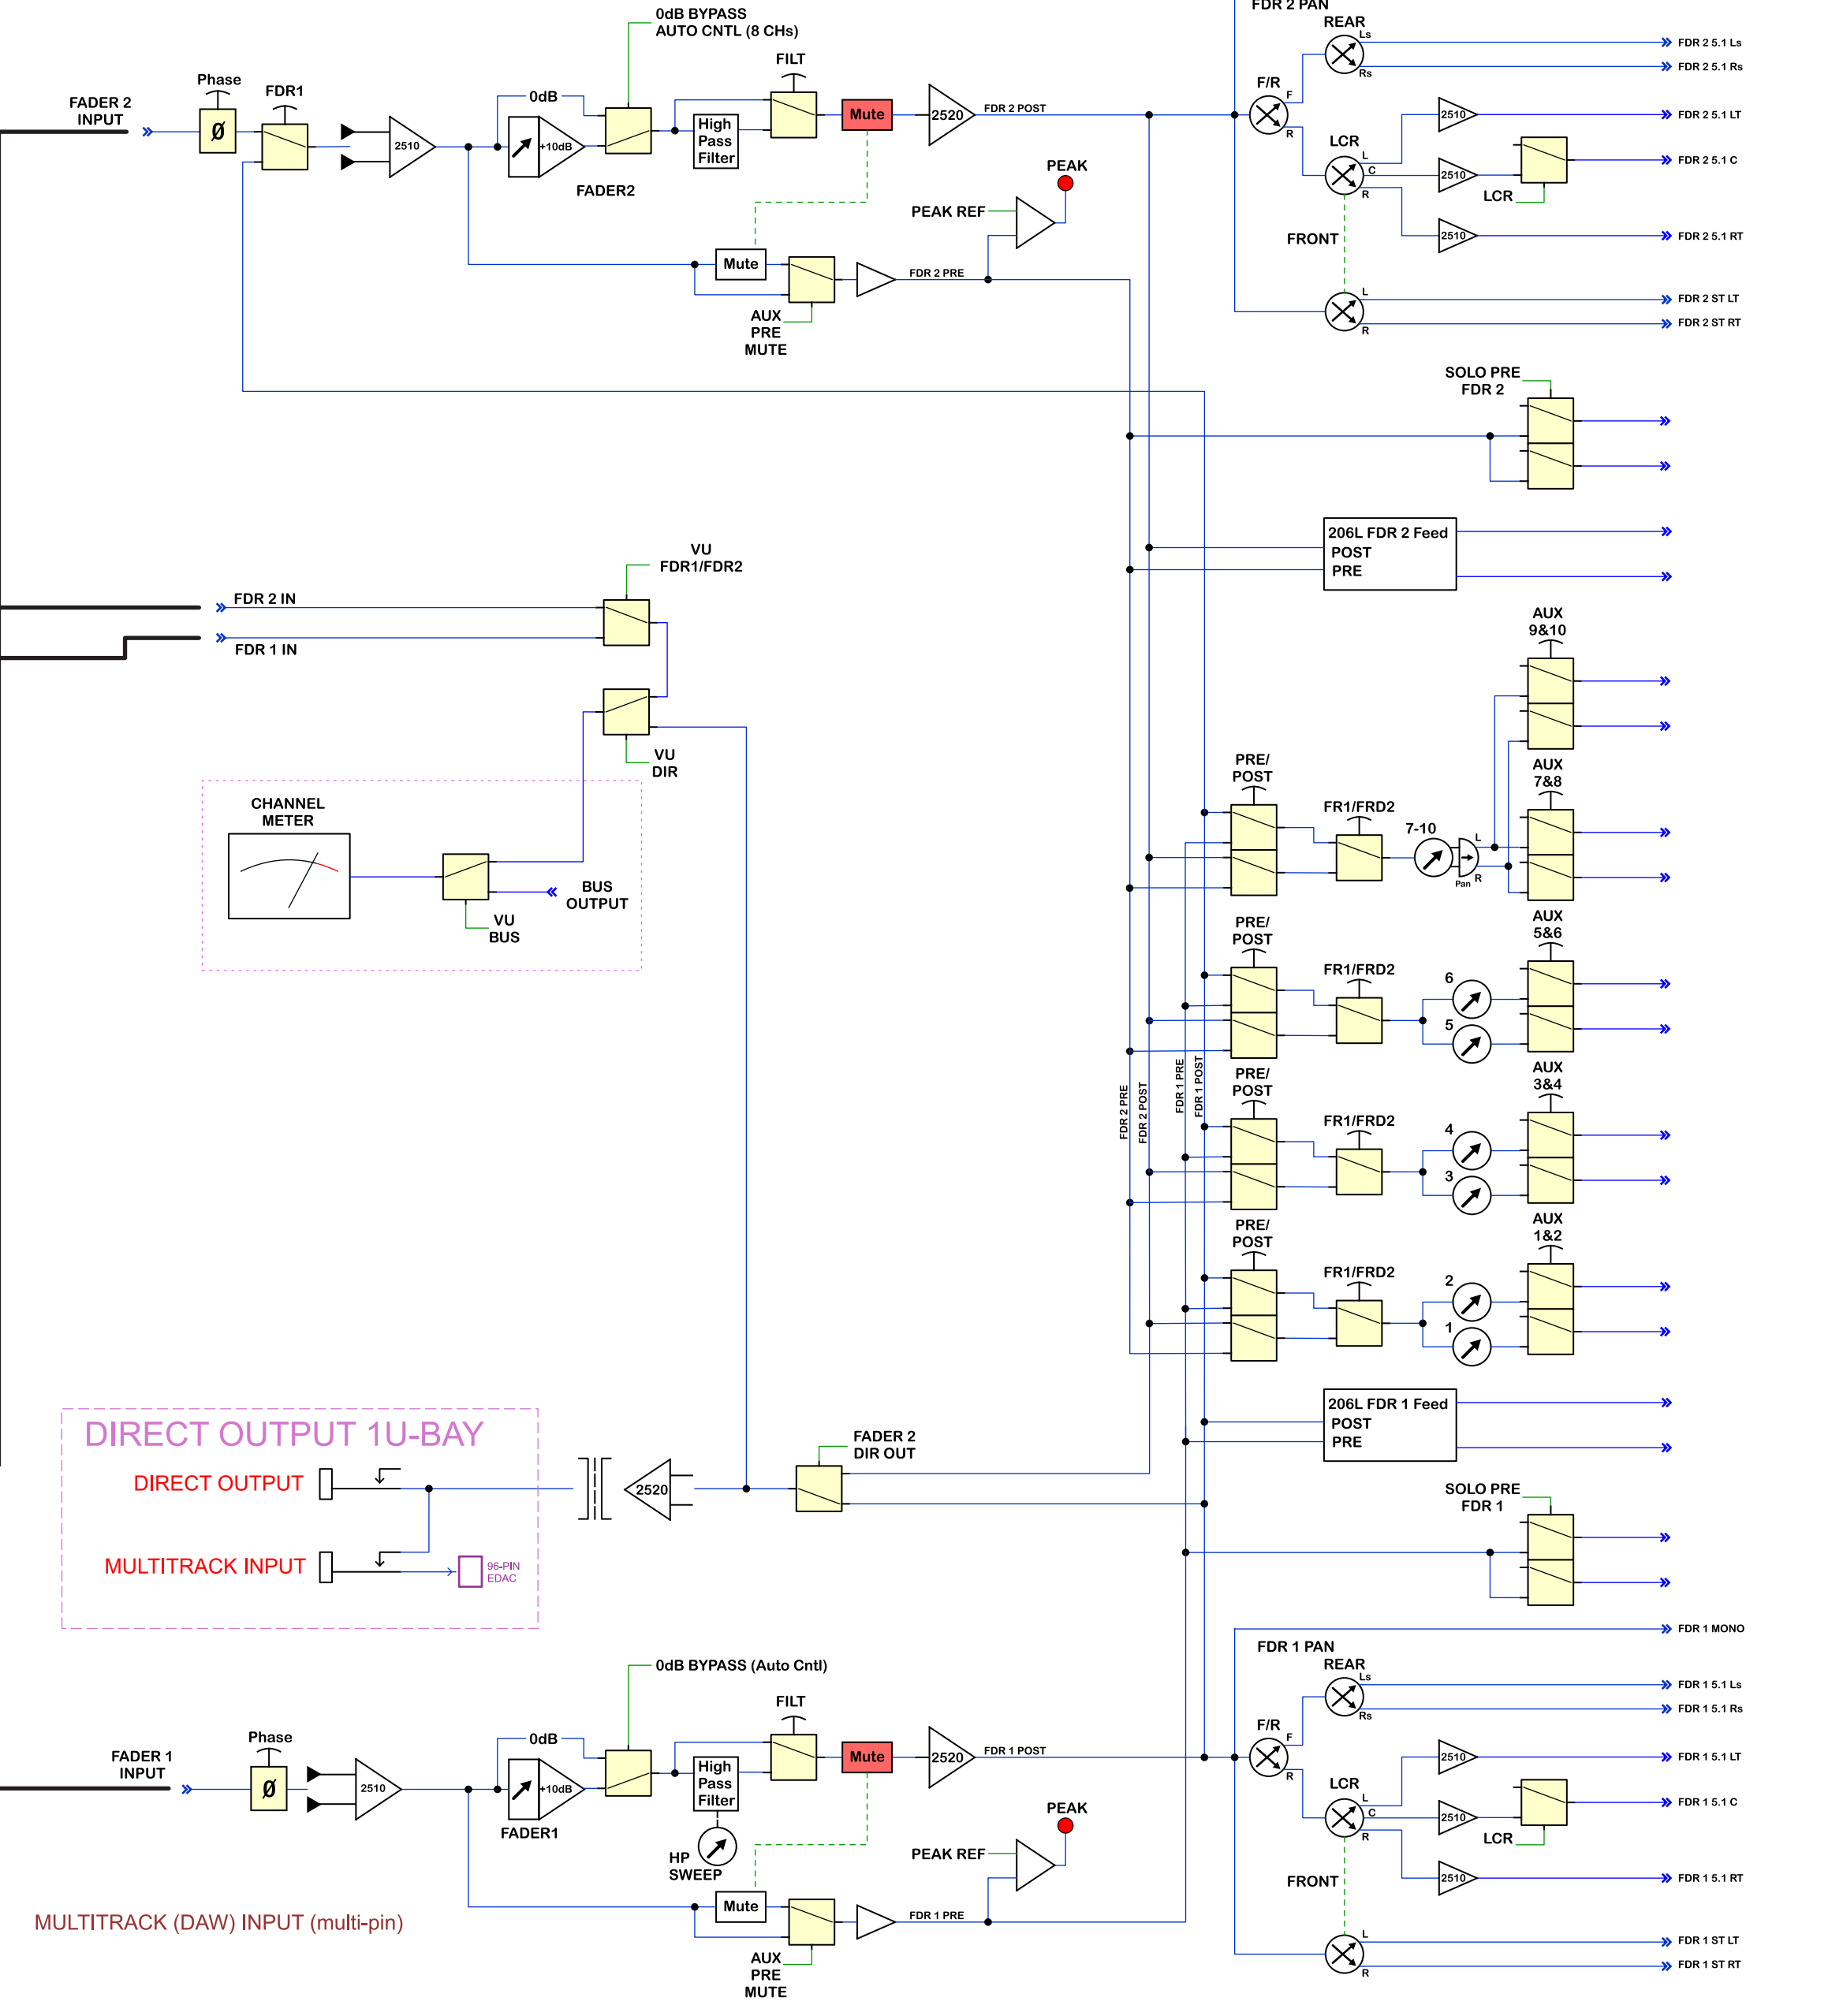 FDR 2 PAN
0dB BYPASS
AUTO CNTL (8 CHs)
REAR
Ls
Rs
FDR 2 5.1 Ls
FDR 2 5.1 Rs
FILT
Phase
FDR1
FADER 2
INPUT
Ø
2510
0dB
+10dB
FADER2
High
Pass
Filter
Mute
2520
FDR 2 POST
F/R
F
R
LCR
L
C
R
2510
2510
2510
LCR
FDR 2 5.1 LT
FDR 2 5.1 C
FDR 2 5.1 RT
FRONT
PEAK
PEAK REF
Mute
FDR 2 PRE
AUX
PRE
MUTE
L
R
FDR 2 ST LT
FDR 2 ST RT
SOLO PRE
FDR 2
206L FDR 2 Feed
POST
PRE
VU
FDR1/FDR2
FDR 2 IN
FDR 1 IN
VU
DIR
CHANNEL
METER
BUS
OUTPUT
VU
BUS
AUX
9&10
AUX
7&8
PRE/
POST
FR1/FRD2
7-10
L
Pan
R
AUX
5&6
PRE/
POST
FR1/FRD2
6
5
AUX
3&4
PRE/
POST
FR1/FRD2
4
3
FDR 2 PRE
FDR 2 POST
FDR 1 PRE
FDR 1 POST
AUX
1&2
PRE/
POST
FR1/FRD2
2
1
206L FDR 1 Feed
POST
PRE
DIRECT OUTPUT 1U-BAY
DIRECT OUTPUT
MULTITRACK INPUT
96-PIN
EDAC
2520
FADER 2
DIR OUT
SOLO PRE
FDR 1
FDR 1 MONO
FDR 1 PAN
REAR
Ls
Rs
FDR 1 5.1 Ls
FDR 1 5.1 Rs
0dB BYPASS (Auto Cntl)
FILT
Phase
FADER 1
INPUT
Ø
2510
0dB
+10dB
FADER1
High
Pass
Filter
HP
SWEEP
Mute
2520
FDR 1 POST
F/R
F
R
LCR
L
C
R
2510
2510
2510
LCR
FDR 1 5.1 LT
FDR 1 5.1 C
FDR 1 5.1 RT
FRONT
PEAK
PEAK REF
Mute
FDR 1 PRE
AUX
PRE
MUTE
L
R
FDR 1 ST LT
FDR 1 ST RT
MULTITRACK (DAW) INPUT (multi-pin)